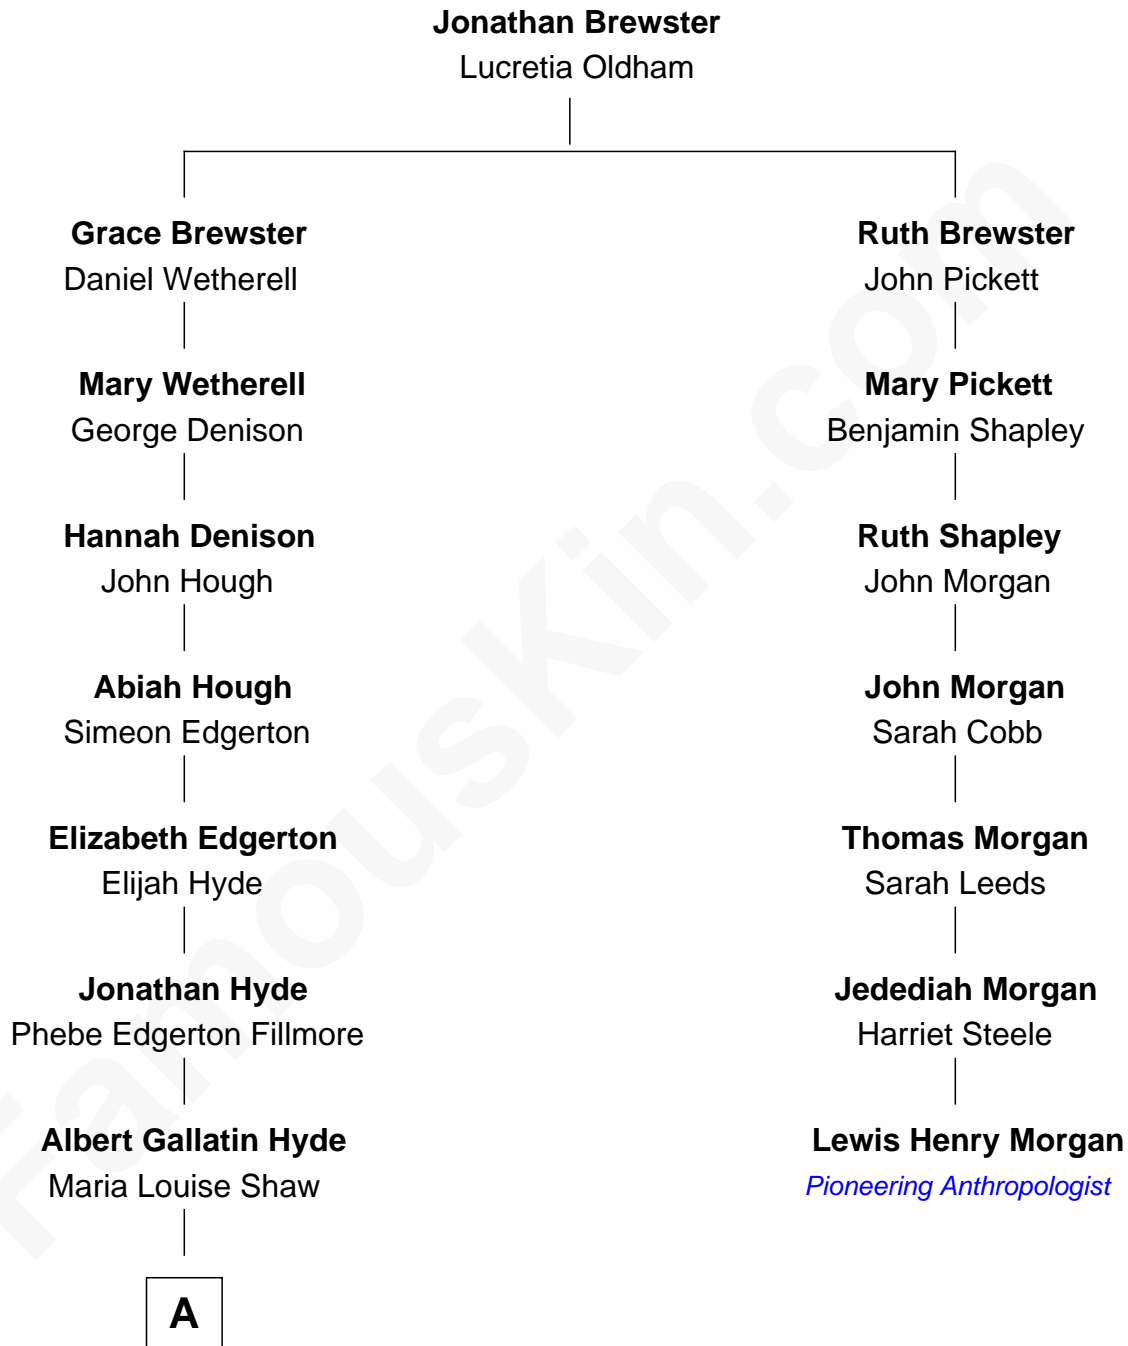 Jonathan Brewster
Lucretia Oldham
Grace Brewster
Daniel Wetherell
Ruth Brewster
John Pickett
Mary Wetherell
George Denison
Mary Pickett
Benjamin Shapley
Hannah Denison
John Hough
Ruth Shapley
John Morgan
Abiah Hough
Simeon Edgerton
John Morgan
Sarah Cobb
Elizabeth Edgerton
Elijah Hyde
Thomas Morgan
Sarah Leeds
Jonathan Hyde
Phebe Edgerton Fillmore
Jedediah Morgan
Harriet Steele
Albert Gallatin Hyde
Maria Louise Shaw
Lewis Henry Morgan
Pioneering Anthropologist
A
FamousKin.com